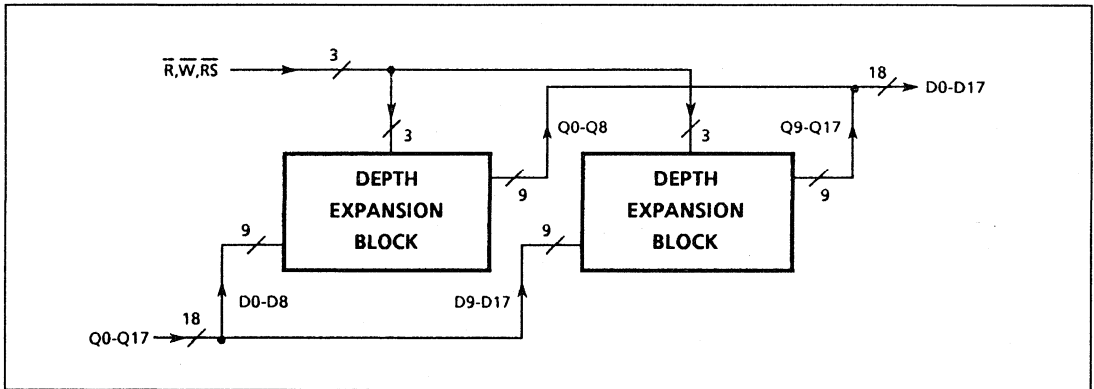 R̅,W̅,R̅S̅
3
18
D0-D17
3
Q0-Q8
3
Q9-Q17
DEPTH
EXPANSION
BLOCK
9
DEPTH
EXPANSION
BLOCK
9
9
9
D0-D8
D9-D17
Q0-Q17
18